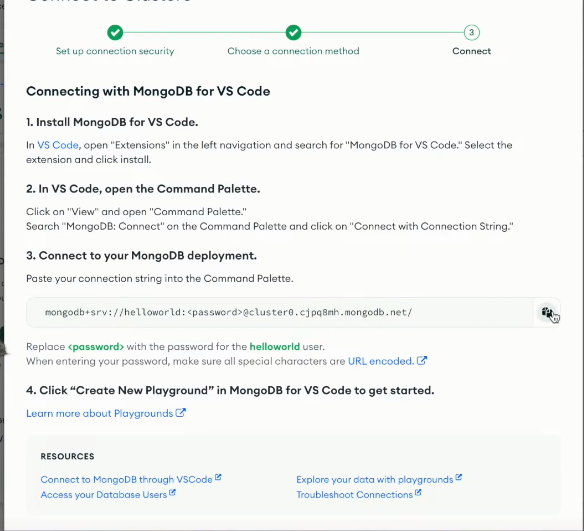 Connect to Clusters
3
Set up connection security
Choose a connection method
Connect
Connecting with MongoDB for VS Code
1. Install MongoDB for VS Code.
In VS Code, open "Extensions" in the left navigation and search for "MongoDB for VS Code." Select the
extension and click install.
2. In VS Code, open the Command Palette.
Click on "View" and open "Command Palette."
Search "MongoDB: Connect" on the Command Palette and click on "Connect with Connection String."
3. Connect to your MongoDB deployment.
Paste your connection string into the Command Palette.
mongodb+srv://helloworld:<password>@cluster0.cjpq8mh.mongodb.net/
Replace <password> with the password for the helloworld user.
When entering your password, make sure all special characters are URL encoded.
4. Click “Create New Playground” in MongoDB for VS Code to get started.
Learn more about Playgrounds
RESOURCES
Connect to MongoDB through VSCode
Explore your data with playgrounds
Access your Database Users
Troubleshoot Connections